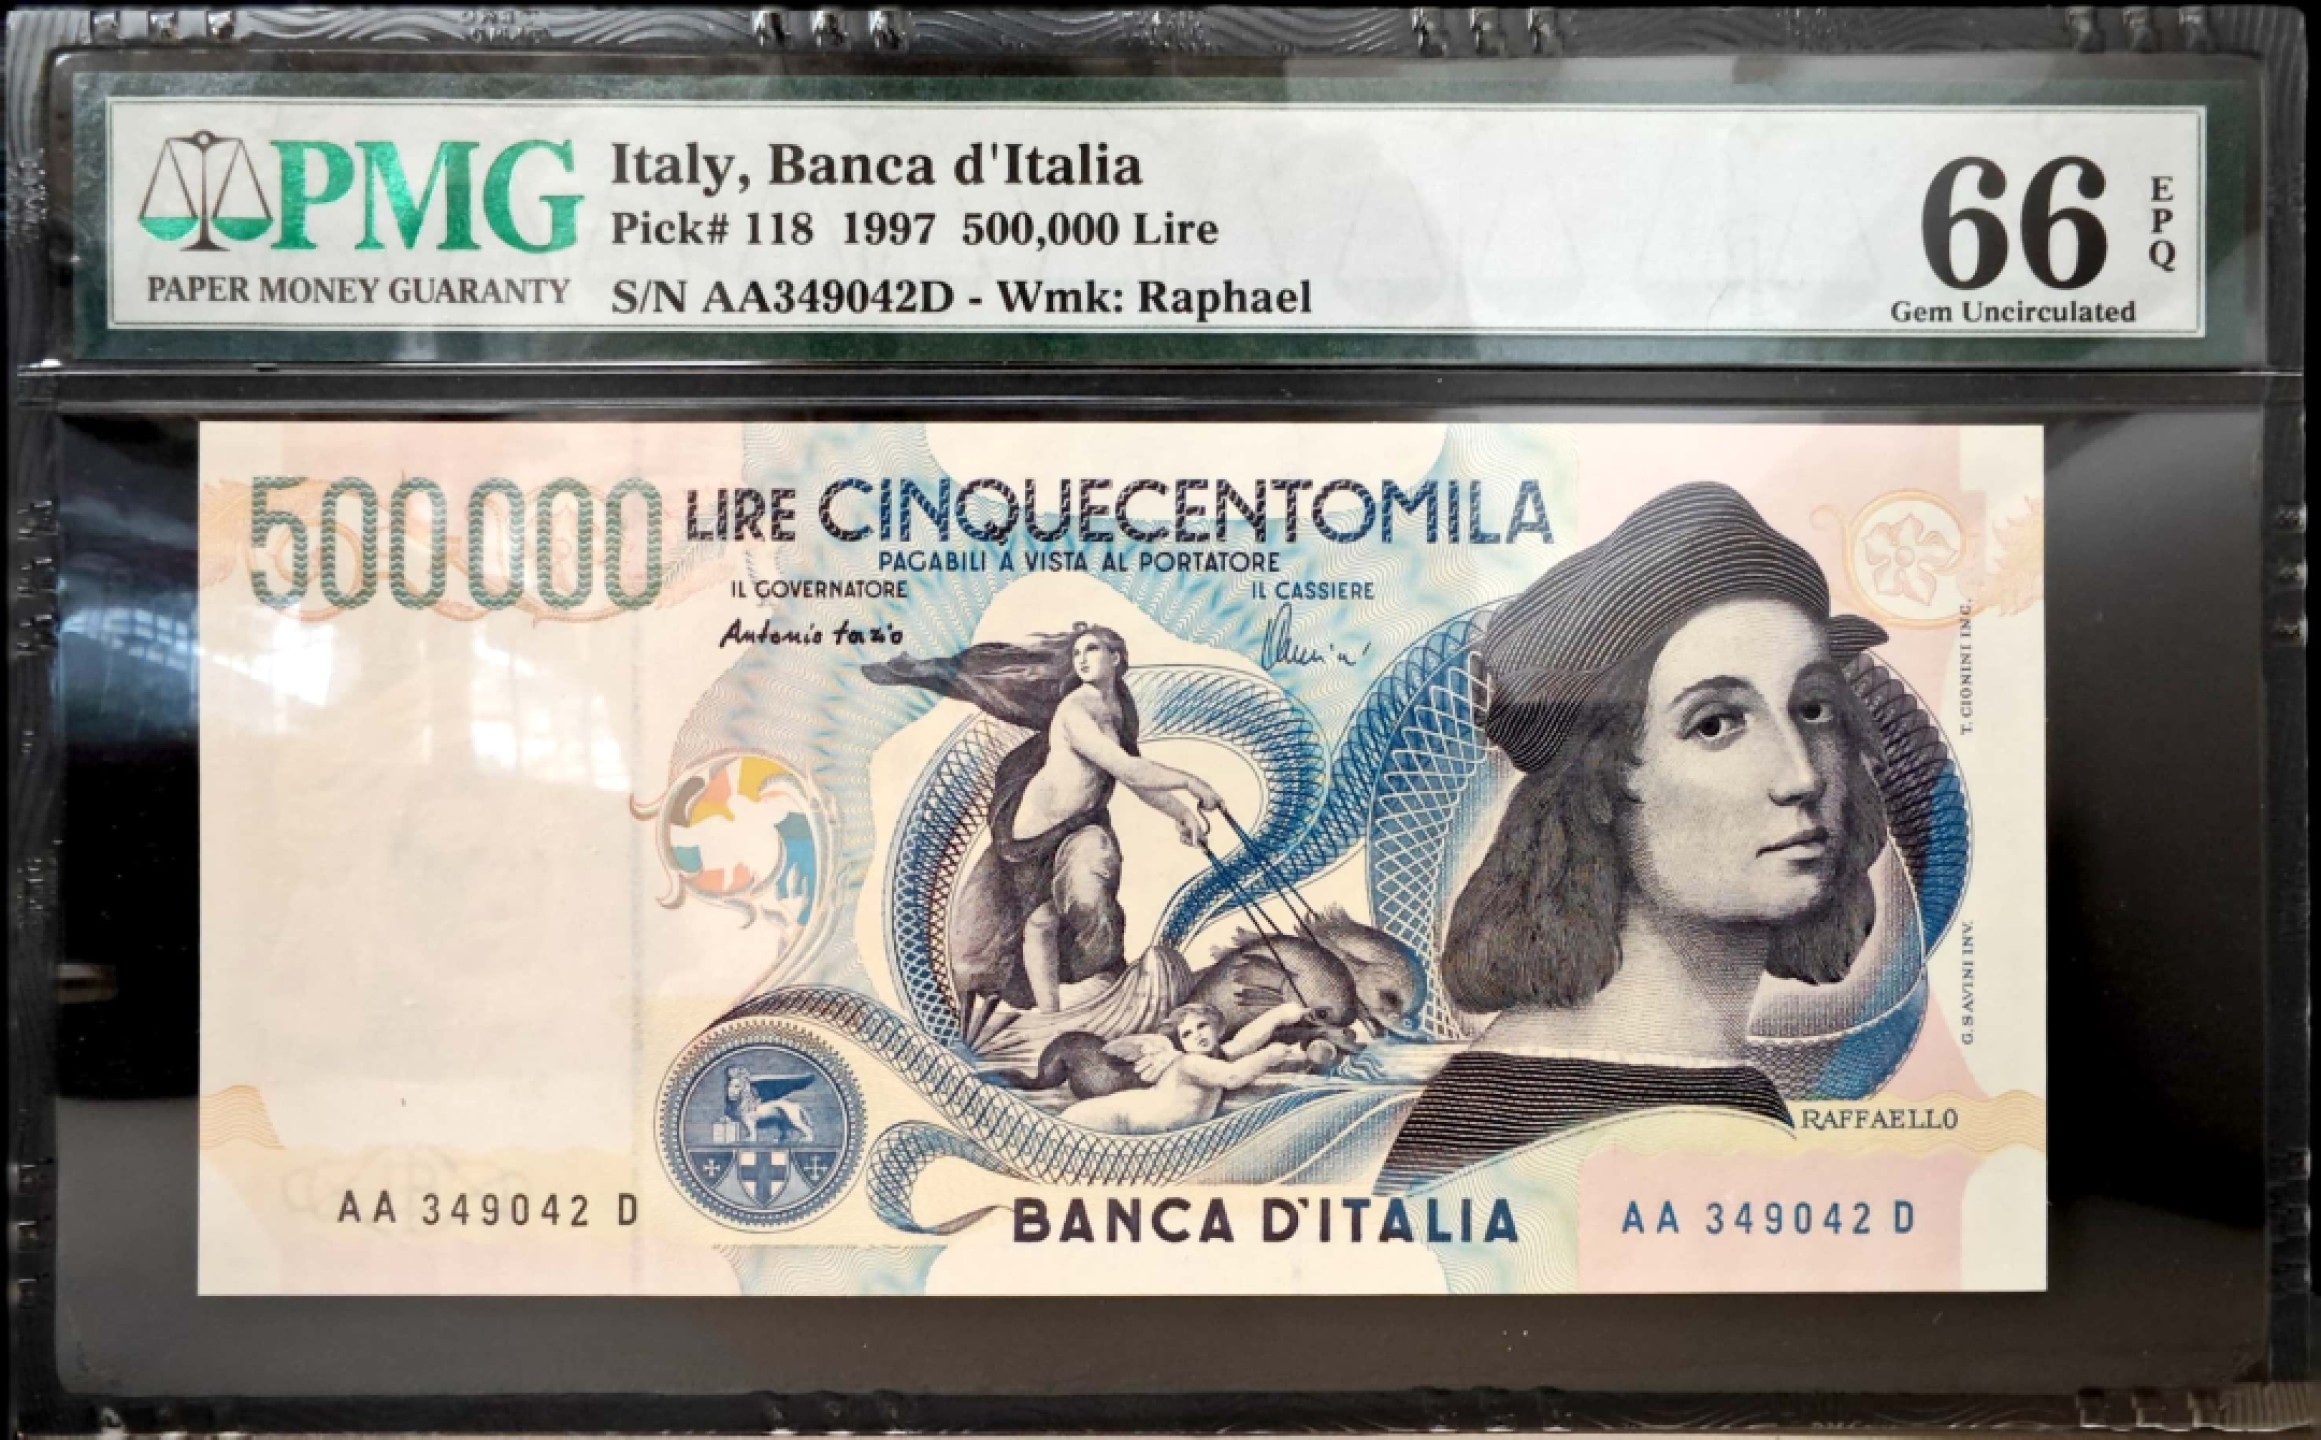 PMG
PAPER MONEY GUARANTY
Italy, Banca d'Italia
Pick# 118 1997 500,000 Lire
S/N AA349042D - Wmk: Raphael
66
EPQ
Gem Uncirculated
500000
LIRE CINQUECENTOMILA
PAGABILI A VISTA AL PORTATORE
IL GOVERNATORE
IL CASSIERE
Antonio Fazio
T. CIONINI INC.
G. SAVINI INV.
RAFFAELLO
AA 349042 D
BANCA D'ITALIA
AA 349042 D